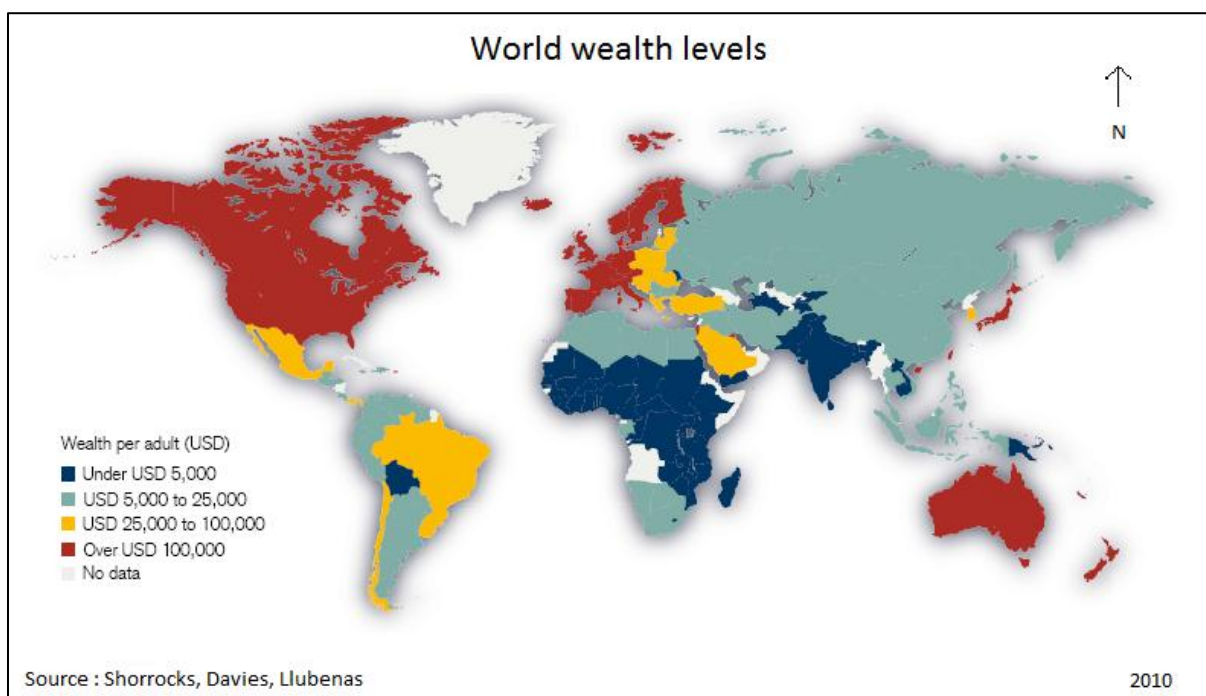 World wealth levels
N
Wealth per adult (USD)
Under USD 5,000
USD 5,000 to 25,000
USD 25,000 to 100,000
Over USD 100,000
No data
Source : Shorrocks, Davies, Llubenas
2010